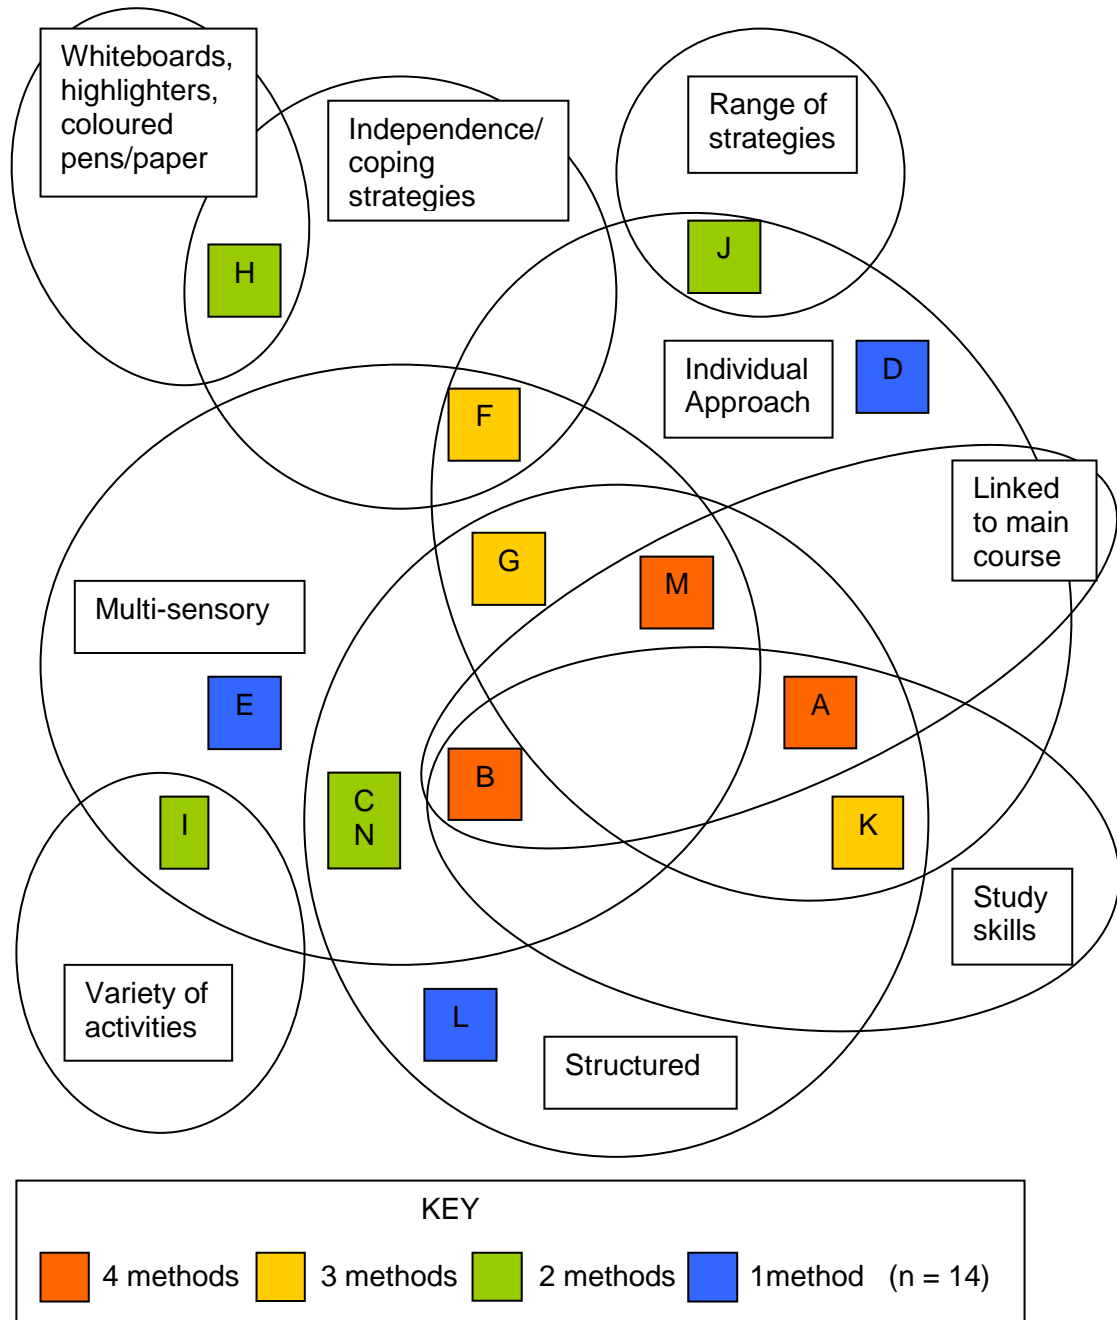 Whiteboards,
highlighters,
coloured
pens/paper
Independence/
coping
strategies
Range of
strategies
H
J
Individual
Approach
D
F
Linked
to main
course
G
M
Multi-sensory
E
A
B
C
N
I
K
Study
skills
Variety of
activities
L
Structured
KEY
4 methods 3 methods 2 methods 1method (n = 14)